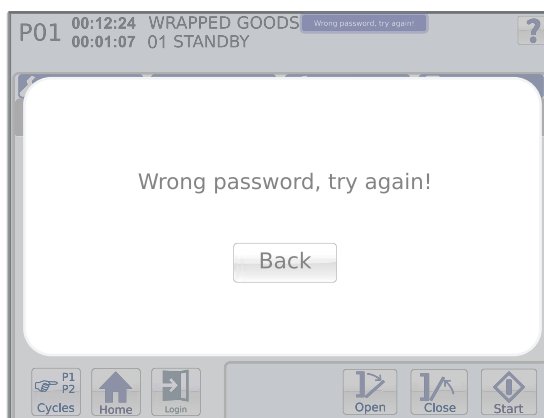 P01
00:12:24 WRAPPED GOODS
Wrong password, try again!
?
00:01:07 01 STANDBY
Wrong password, try again!
Back
P1
P2
Cycles
Home
Login
Open
Close
Start